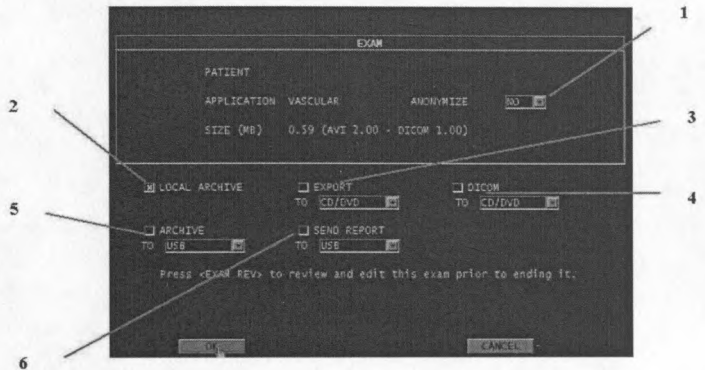 1
EXAM
PATIENT
2
APPLICATION VASCULAR ANONYMIZE NO
3
SIZE (MB) 0.59 (AVI 2.00 - DICOM 1.00)
LOCAL ARCHIVE EXPORT DICOM
TO CD/DVD TO CD/DVD
4
5
ARCHIVE SEND REPORT
TO USB TO USB
Press <EXAM REV> to review and edit this exam prior to ending it.
OK CANCEL
6